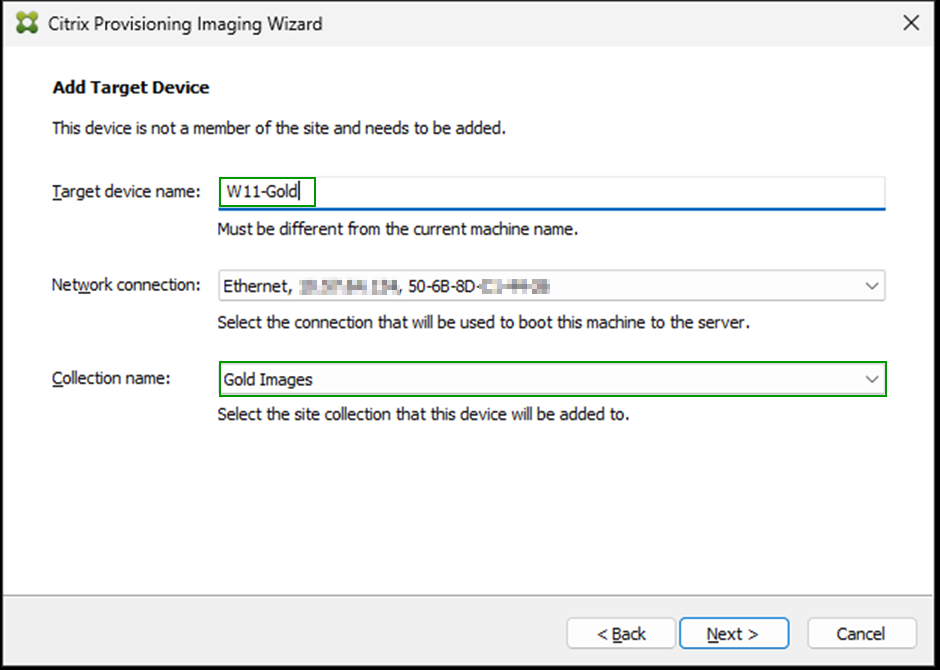 Citrix Provisioning Imaging Wizard
Add Target Device
This device is not a member of the site and needs to be added.
Target device name: W11-Gold
Must be different from the current machine name.
Network connection: Ethernet, , 50-6B-8D-
Select the connection that will be used to boot this machine to the server.
Collection name: Gold Images
Select the site collection that this device will be added to.
< Back Next > Cancel